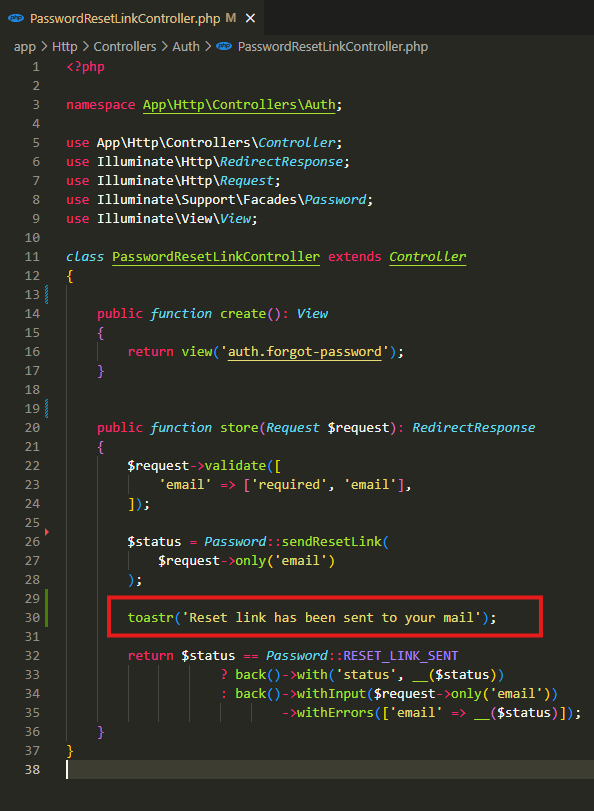 PasswordResetLinkController.php M ✕
app > Http > Controllers > Auth > PasswordResetLinkController.php
1 <?php
2
3 namespace App\Http\Controllers\Auth;
4
5 use App\Http\Controllers\Controller;
6 use Illuminate\Http\RedirectResponse;
7 use Illuminate\Http\Request;
8 use Illuminate\Support\Facades\Password;
9 use Illuminate\View\View;
10
11 class PasswordResetLinkController extends Controller
12 {
13
14     public function create(): View
15     {
16         return view('auth.forgot-password');
17     }
18
19
20     public function store(Request $request): RedirectResponse
21     {
22         $request->validate([
23             'email' => ['required', 'email'],
24         ]);
25
26         $status = Password::sendResetLink(
27             $request->only('email')
28         );
29
30         toastr('Reset link has been sent to your mail');
31
32         return $status == Password::RESET_LINK_SENT
33                     ? back()->with('status', __($status))
34                     : back()->withInput($request->only('email'))
35                             ->withErrors(['email' => __($status)]);
36     }
37 }
38